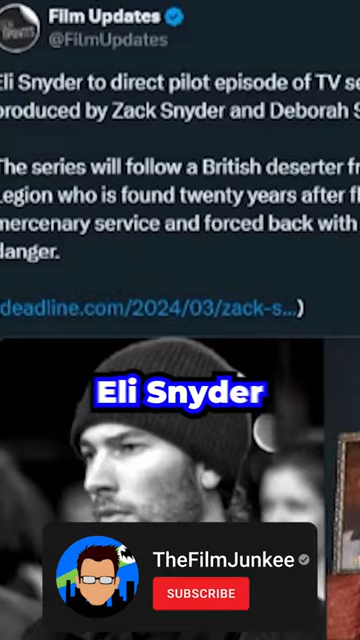 Film Updates
@FilmUpdates
Eli Snyder to direct pilot episode of TV se
produced by Zack Snyder and Deborah S
The series will follow a British deserter fr
Legion who is found twenty years after fl
mercenary service and forced back with
danger.
deadline.com/2024/03/zack-s...)
Eli Snyder
TheFilmJunkee
SUBSCRIBE